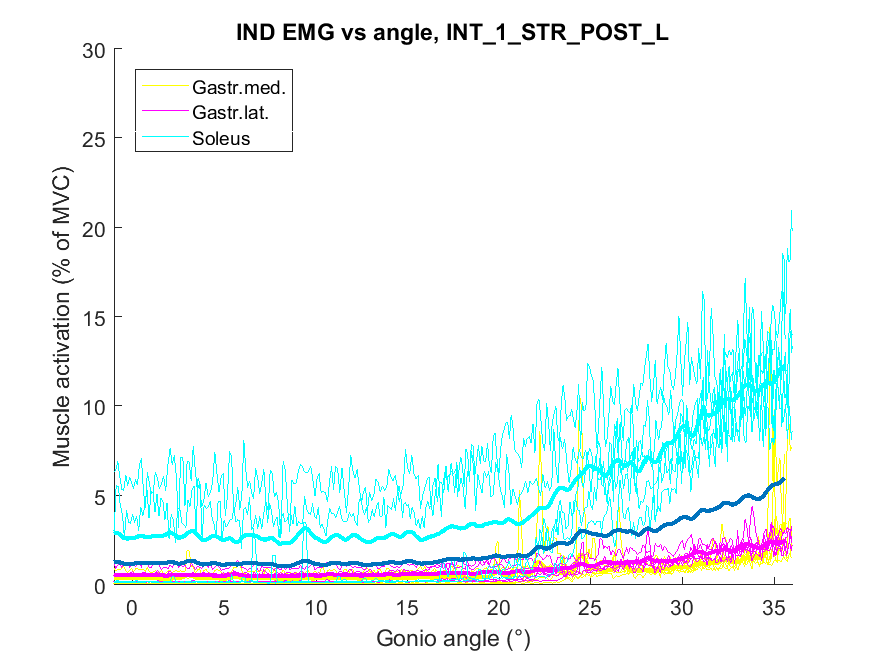 IND EMG vs angle, INT_1_STR_POST_L
30
25
20
15
10
5
0
Muscle activation (% of MVC)
Gastr.med.
Gastr.lat.
Soleus
0 5 10 15 20 25 30 35
Gonio angle (°)